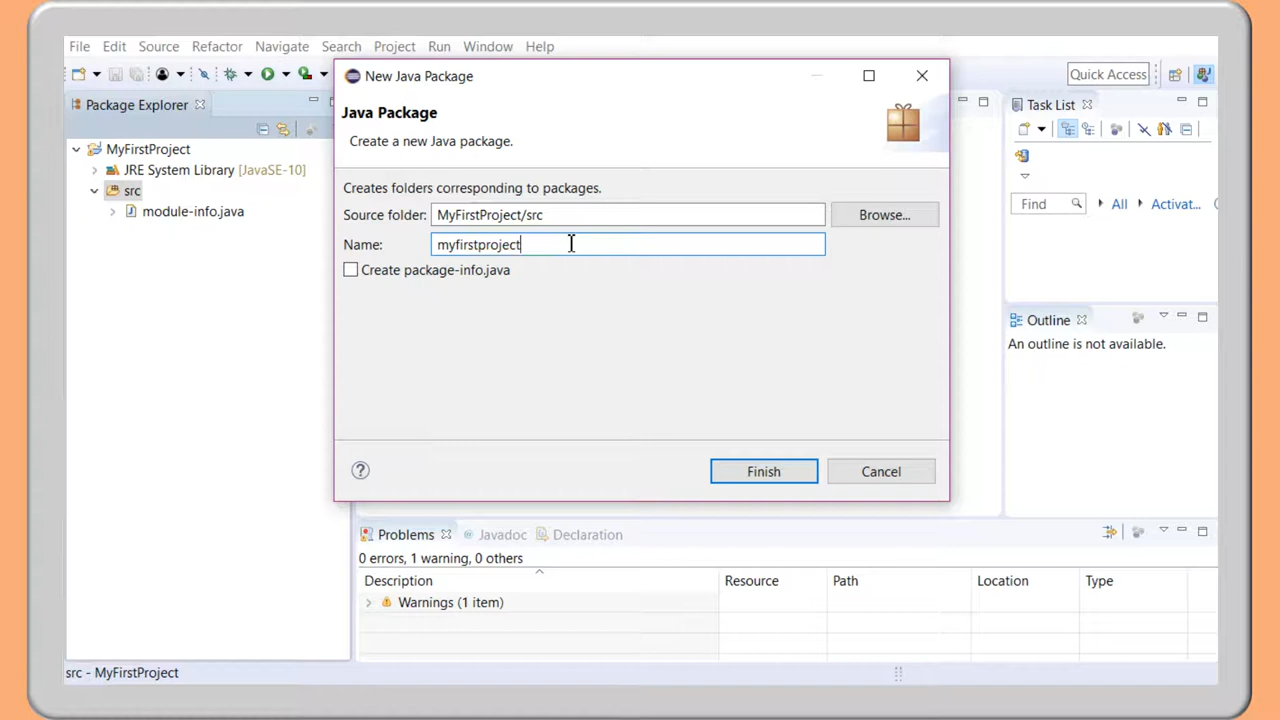 File Edit Source Refactor Navigate Search Project Run Window Help
New Java Package
Quick Access
Package Explorer
Java Package
Task List
Create a new Java package.
MyFirstProject
JRE System Library [JavaSE-10]
src
module-info.java
Creates folders corresponding to packages.
Source folder: MyFirstProject/src Browse...
Name: myfirstproject
Create package-info.java
Find All Activat...
Outline
An outline is not available.
Finish Cancel
Problems Javadoc Declaration
0 errors, 1 warning, 0 others
Description Resource Path Location Type
Warnings (1 item)
src - MyFirstProject